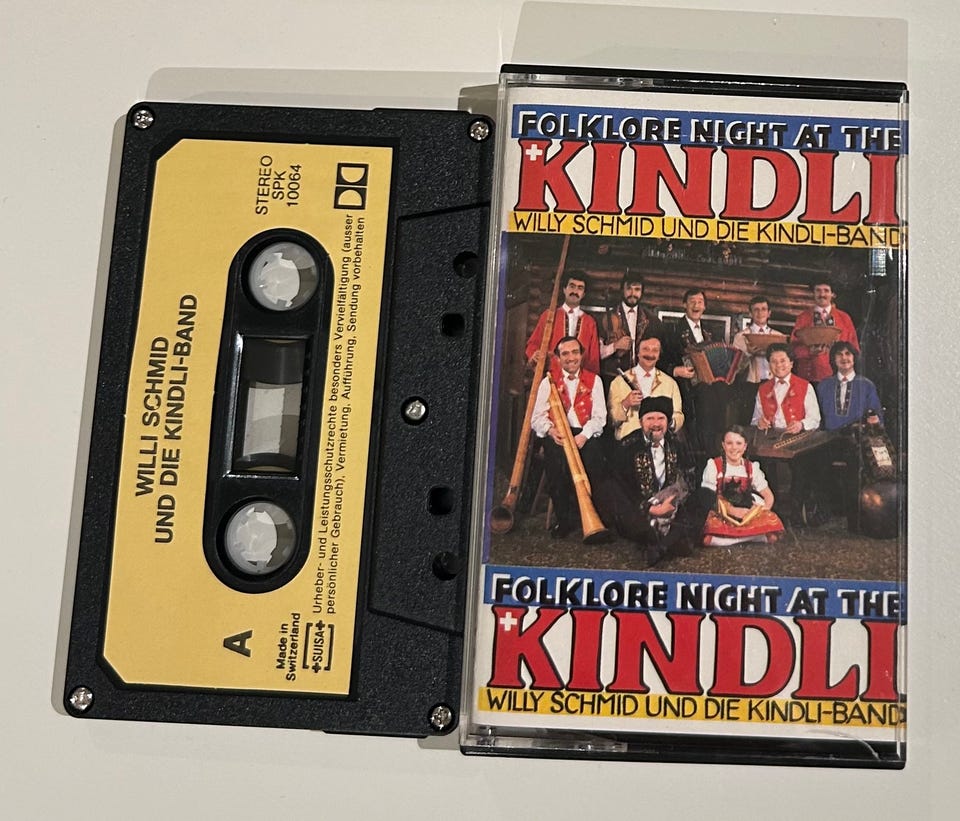 WILLI SCHMID
UND DIE KINDLI-BAND
STEREO
SPK
10064
A
Made in
Switzerland
SUISA
Urheber- und Leistungsschutzrechte besonders Vervielfältigung (ausser
persönlicher Gebrauch), Vermietung, Aufführung, Sendung vorbehalten
FOLKLORE NIGHT AT THE
KINDLI
WILLY SCHMID UND DIE KINDLI-BAND
FOLKLORE NIGHT AT THE
KINDLI
WILLY SCHMID UND DIE KINDLI-BAND